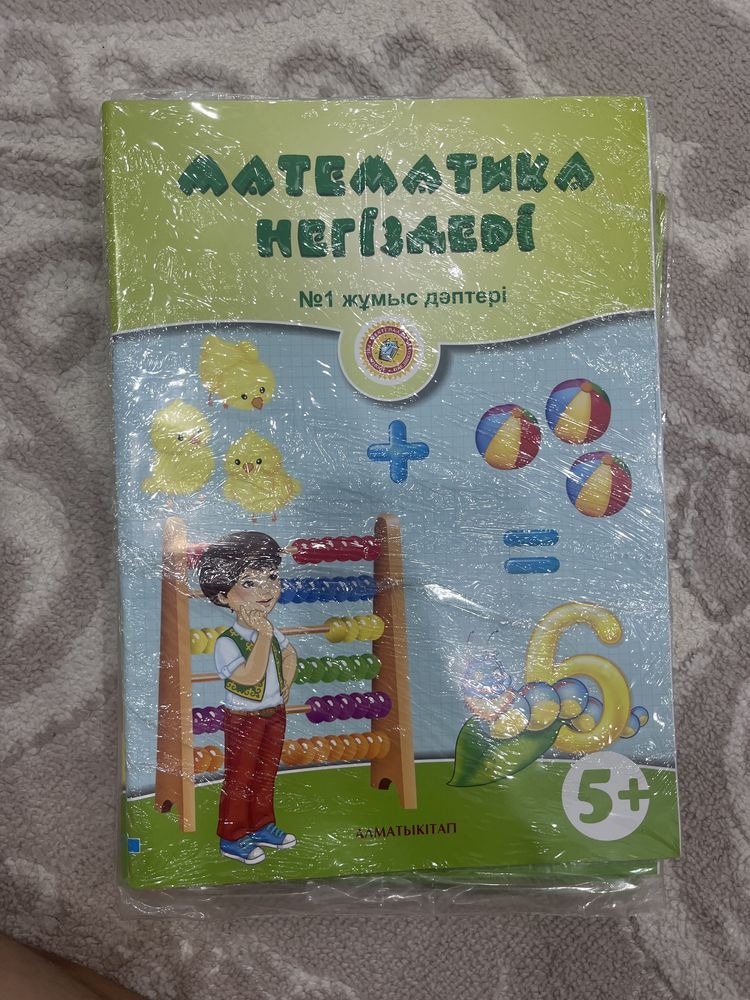 МАТЕМАТИКА
НЕГІЗДЕРІ
№1 жұмыс дәптері
+
=
6
5+
АЛМАТЫКІТАП